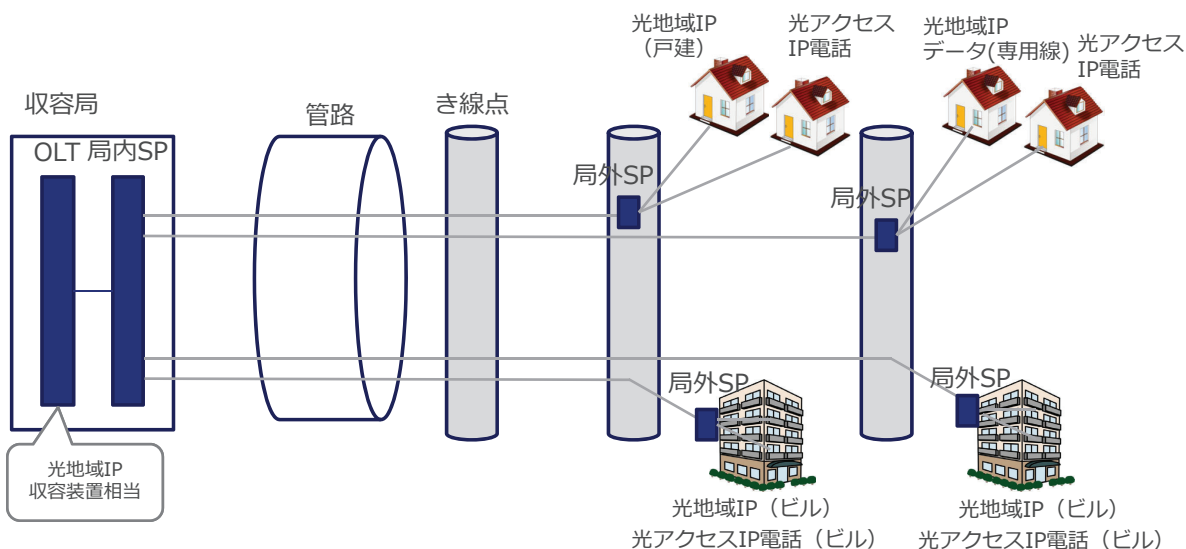 収容局
OLT 局内SP
管路
き線点
光地域IP
（戸建）
光アクセス
IP電話
光地域IP
データ(専用線)
光アクセス
IP電話
局外SP
局外SP
局外SP
局外SP
光地域IP
収容装置相当
光地域IP（ビル）
光アクセスIP電話（ビル）
光地域IP（ビル）
光アクセスIP電話（ビル）